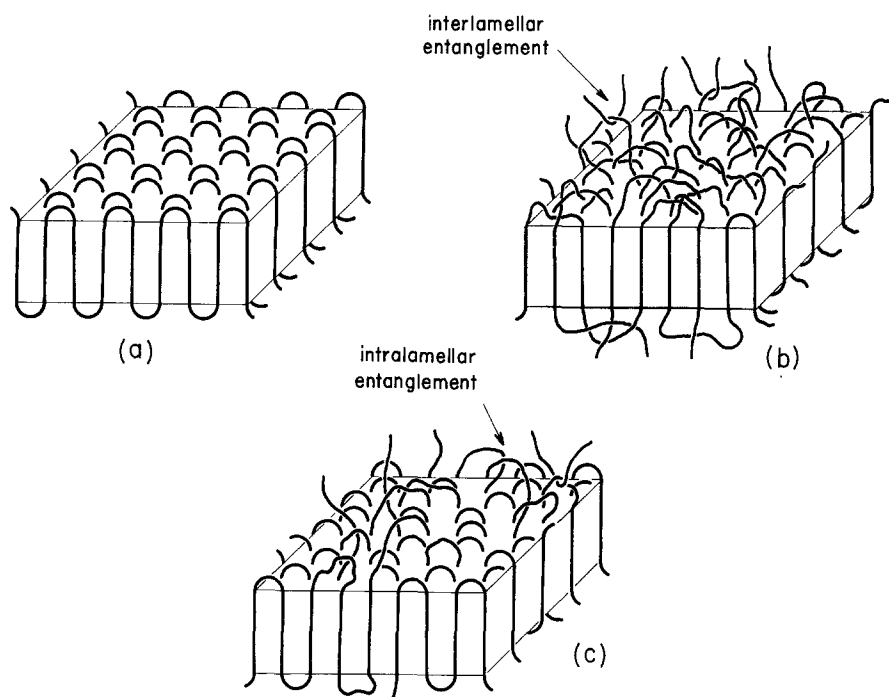 interlamellar
entanglement
(a)
(b)
intralamellar
entanglement
(c)